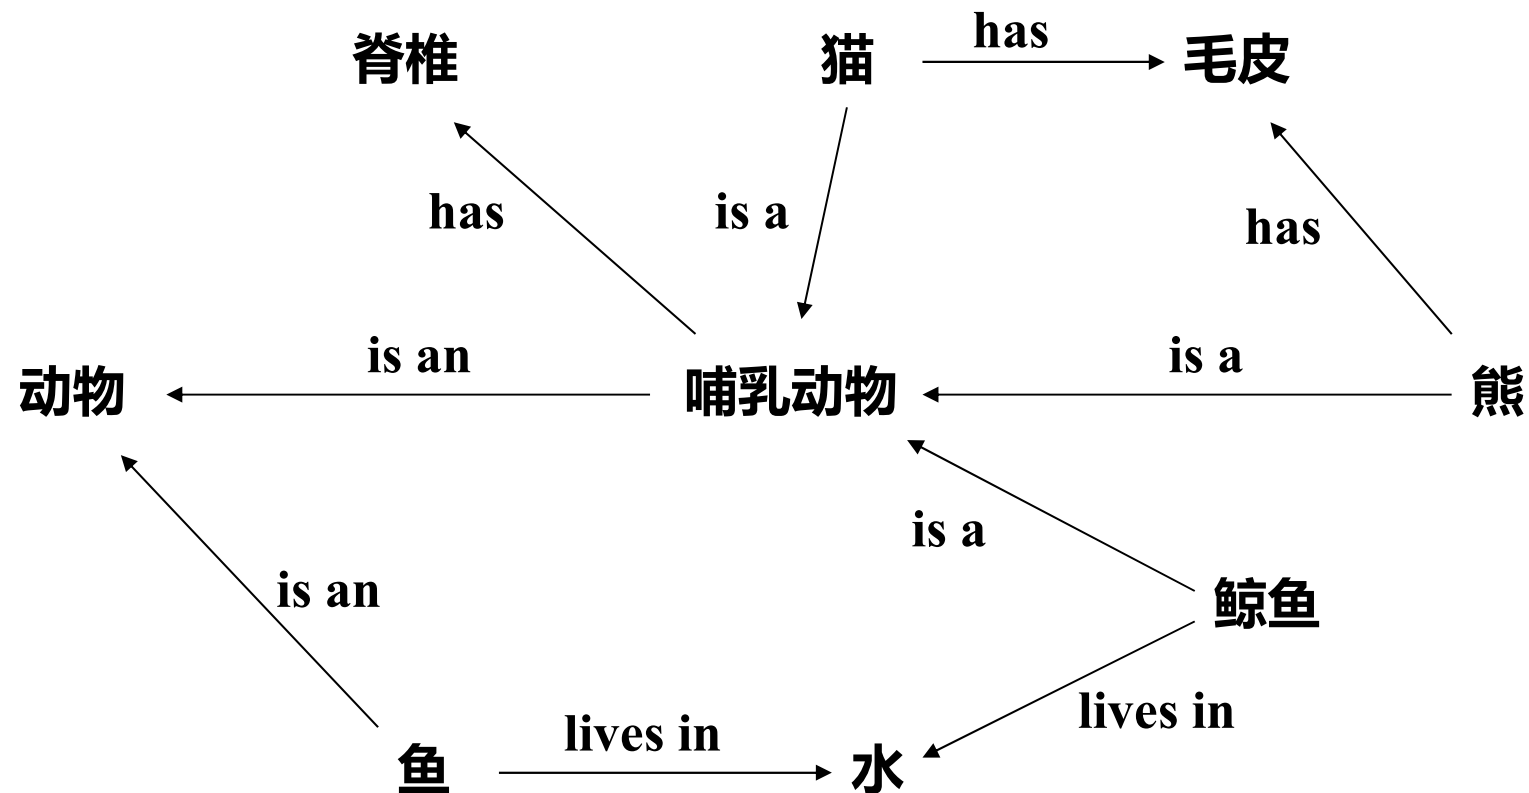 脊椎
猫
has
毛皮
has
is a
has
动物
is an
哺乳动物
is a
熊
is an
is a
鲸鱼
lives in
鱼
lives in
水